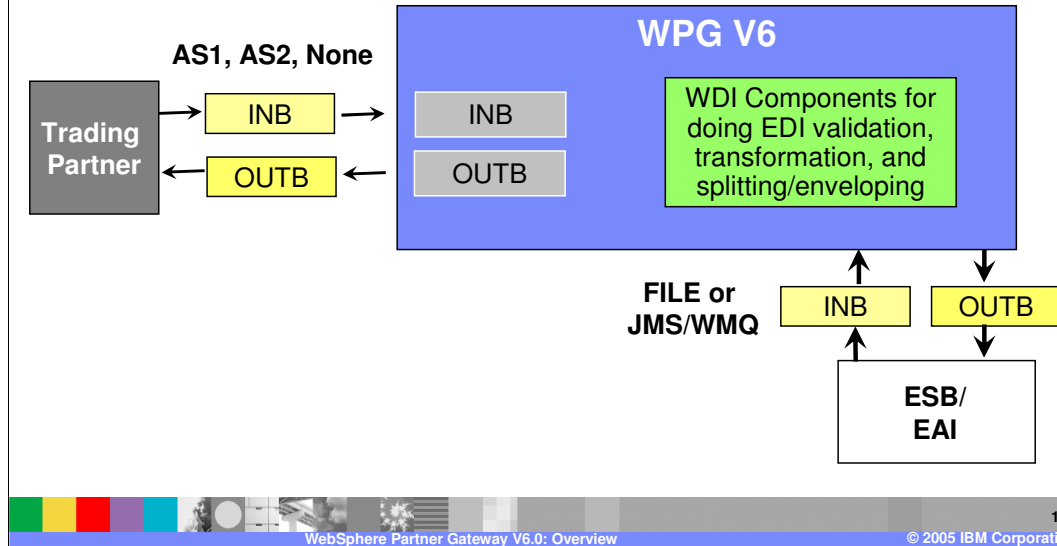 WPG V6
AS1, AS2, None
Trading
Partner
INB
OUTB
INB
OUTB
WDI Components for
doing EDI validation,
transformation, and
splitting/enveloping
FILE or
JMS/WMQ
INB
OUTB
ESB/
EAI
1
WebSphere Partner Gateway V6.0: Overview
© 2005 IBM Corporati